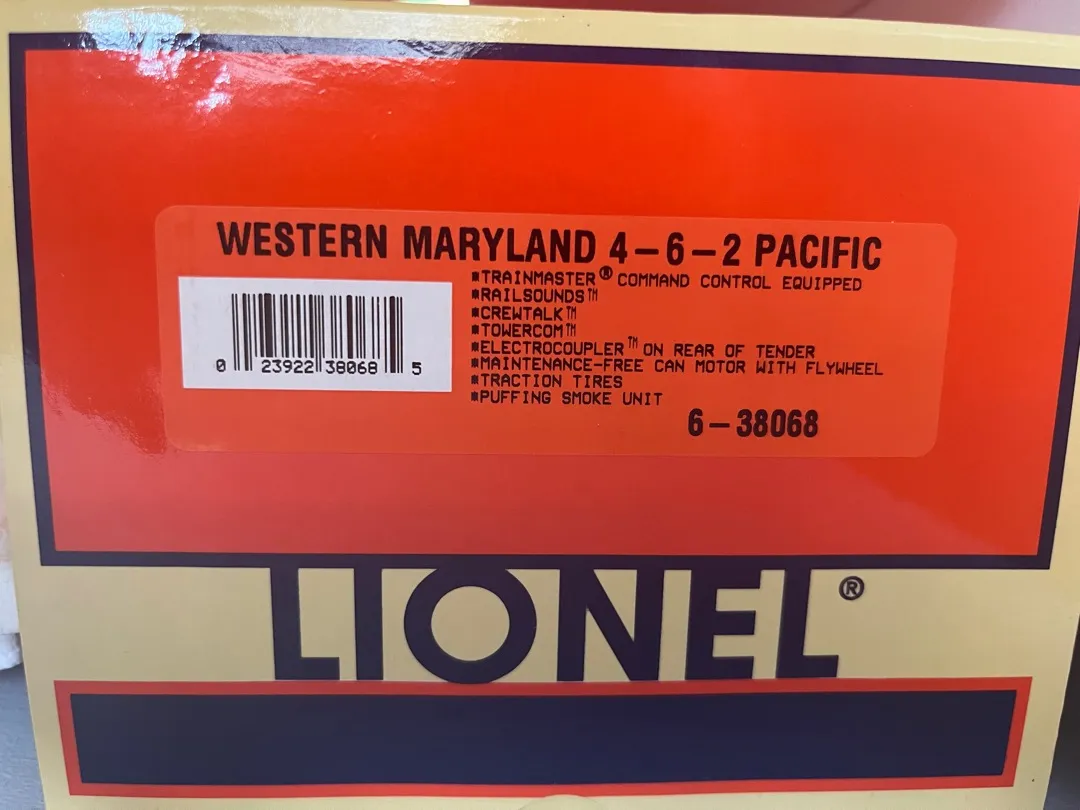 WESTERN MARYLAND 4-6-2 PACIFIC
*TRAINMASTER® COMMAND CONTROL EQUIPPED
*RAILSOUNDS™
*CREWTALK™
*TOWERCOM™
*ELECTROCOUPLER™ ON REAR OF TENDER
*MAINTENANCE-FREE CAN MOTOR WITH FLYWHEEL
*TRACTION TIRES
*PUFFING SMOKE UNIT
0 23922 38068 5
6-38068
LIONEL®